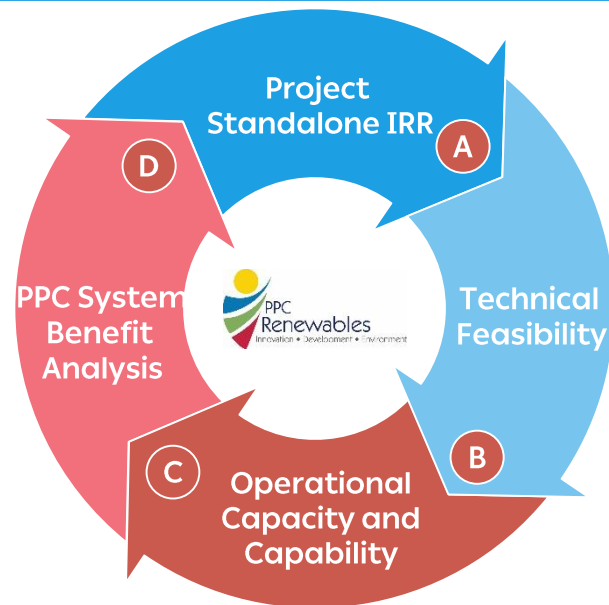 Project
Standalone IRR
A
Technical
Feasibility
B
Operational
Capacity and
Capability
C
PPC System
Benefit
Analysis
D
PPC
Renewables
Innovation • Development • Environment